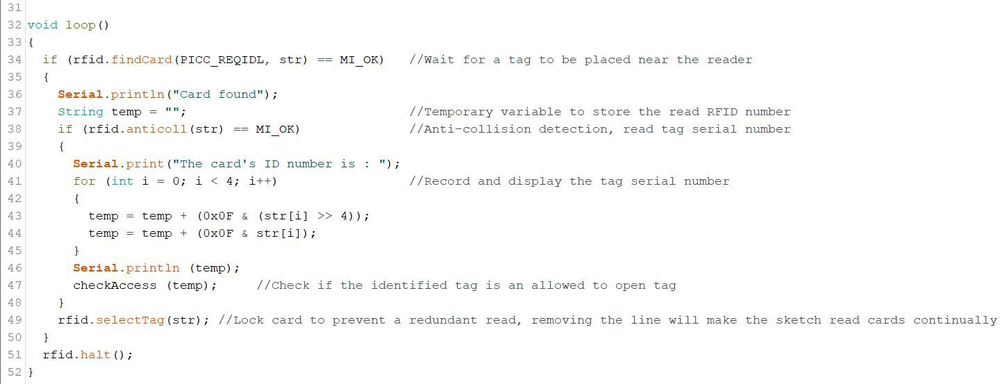 31
32 void loop()
33 {
34   if (rfid.findCard(PICC_REQIDL, str) == MI_OK)   //Wait for a tag to be placed near the reader
35   {
36     Serial.println("Card found");
37     String temp = "";                             //Temporary variable to store the read RFID number
38     if (rfid.anticoll(str) == MI_OK)              //Anti-collision detection, read tag serial number
39     {
40       Serial.print("The card's ID number is : ");
41       for (int i = 0; i < 4; i++)                 //Record and display the tag serial number
42       {
43         temp = temp + (0x0F & (str[i] >> 4));
44         temp = temp + (0x0F & str[i]);
45       }
46       Serial.println (temp);
47       checkAccess (temp);     //Check if the identified tag is an allowed to open tag
48     }
49     rfid.selectTag(str); //Lock card to prevent a redundant read, removing the line will make the sketch read cards continually
50   }
51   rfid.halt();
52 }